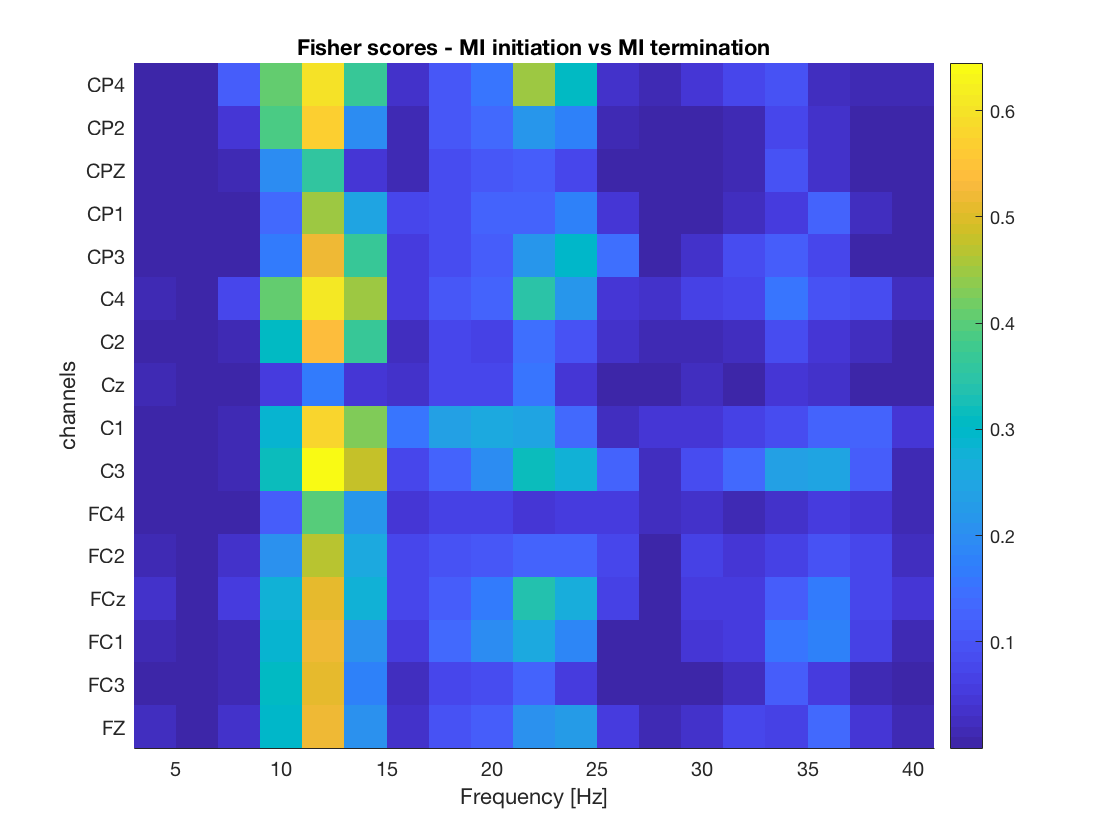 Fisher scores - MI initiation vs MI termination
CP4
CP2
CPZ
CP1
CP3
C4
C2
Cz
C1
C3
FC4
FC2
FCz
FC1
FC3
FZ
channels
5 10 15 20 25 30 35 40
Frequency [Hz]
0.6
0.5
0.4
0.3
0.2
0.1